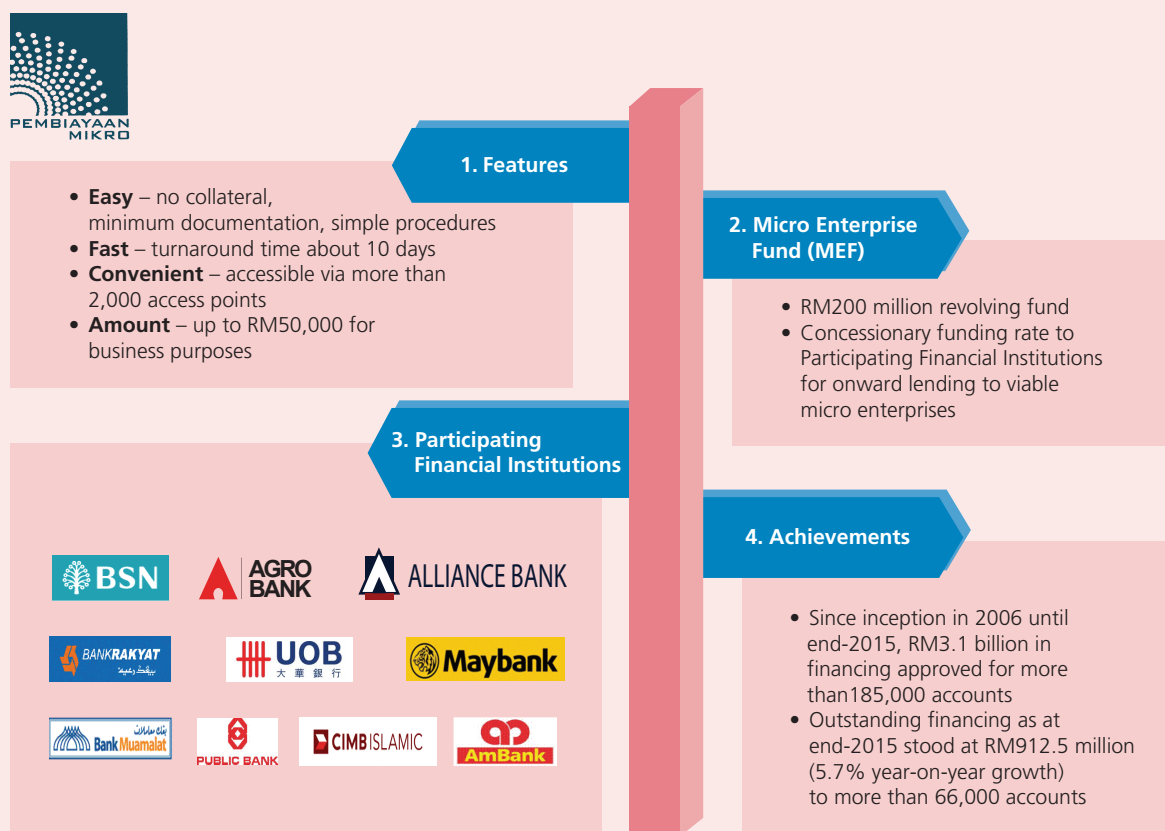 PEMBIAYAAN
MIKRO
1. Features
• Easy – no collateral,
minimum documentation, simple procedures
• Fast – turnaround time about 10 days
• Convenient – accessible via more than
2,000 access points
• Amount – up to RM50,000 for
business purposes
2. Micro Enterprise
Fund (MEF)
• RM200 million revolving fund
• Concessionary funding rate to
Participating Financial Institutions
for onward lending to viable
micro enterprises
3. Participating
Financial Institutions
BSN
AGRO
BANK
ALLIANCE BANK
BANKRAKYAT
UOB
大華銀行
Maybank
Bank Muamalat
PUBLIC BANK
CIMB ISLAMIC
AmBank
4. Achievements
• Since inception in 2006 until
end-2015, RM3.1 billion in
financing approved for more
than185,000 accounts
• Outstanding financing as at
end-2015 stood at RM912.5 million
(5.7% year-on-year growth)
to more than 66,000 accounts